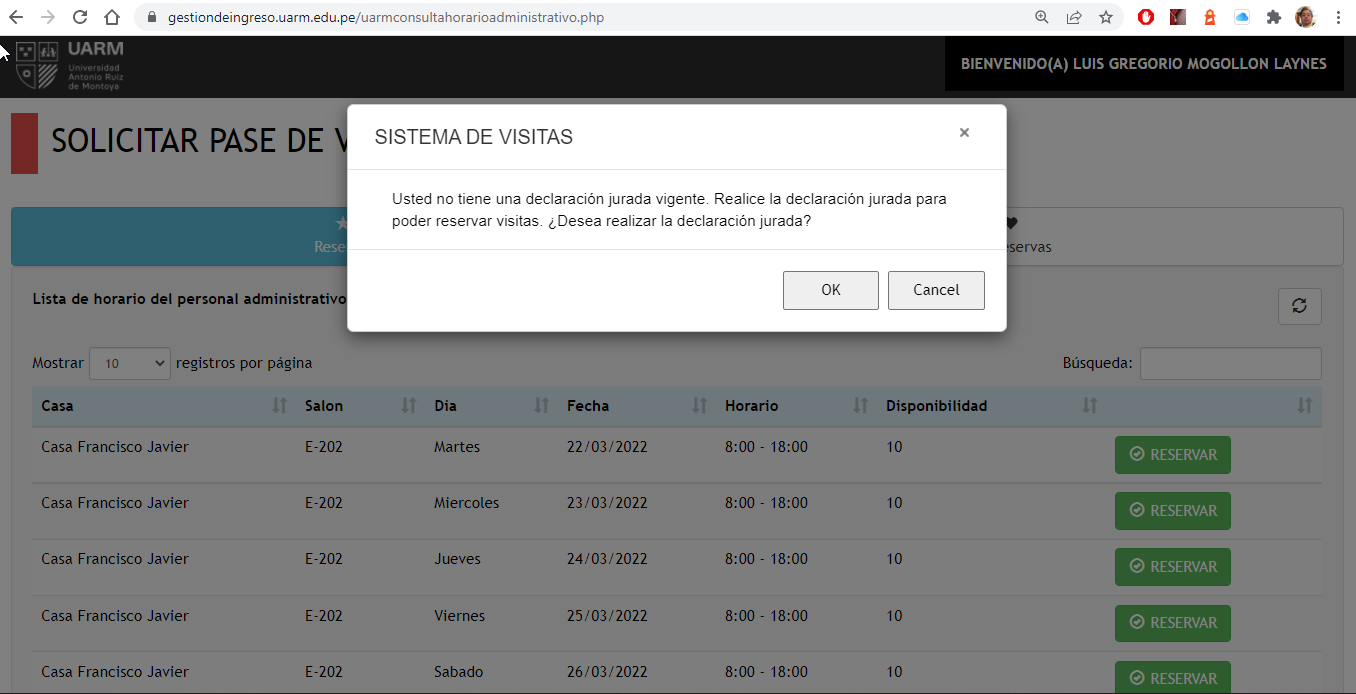 gestiondeingreso.uarm.edu.pe/uarmconsultahorarioadministrativo.php
UARM
Universidad
Antonio Ruiz
de Montoya
BIENVENIDO(A) LUIS GREGORIO MOGOLLON LAYNES
SOLICITAR PASE DE V
SISTEMA DE VISITAS
×
Usted no tiene una declaración jurada vigente. Realice la declaración jurada para
poder reservar visitas. ¿Desea realizar la declaración jurada?
OK Cancel
Rese
servas
Lista de horario del personal administrativo
Mostrar 10 registros por página
Búsqueda:
Casa Salon Dia Fecha Horario Disponibilidad
Casa Francisco Javier E-202 Martes 22/03/2022 8:00 - 18:00 10 RESERVAR
Casa Francisco Javier E-202 Miercoles 23/03/2022 8:00 - 18:00 10 RESERVAR
Casa Francisco Javier E-202 Jueves 24/03/2022 8:00 - 18:00 10 RESERVAR
Casa Francisco Javier E-202 Viernes 25/03/2022 8:00 - 18:00 10 RESERVAR
Casa Francisco Javier E-202 Sabado 26/03/2022 8:00 - 18:00 10 RESERVAR